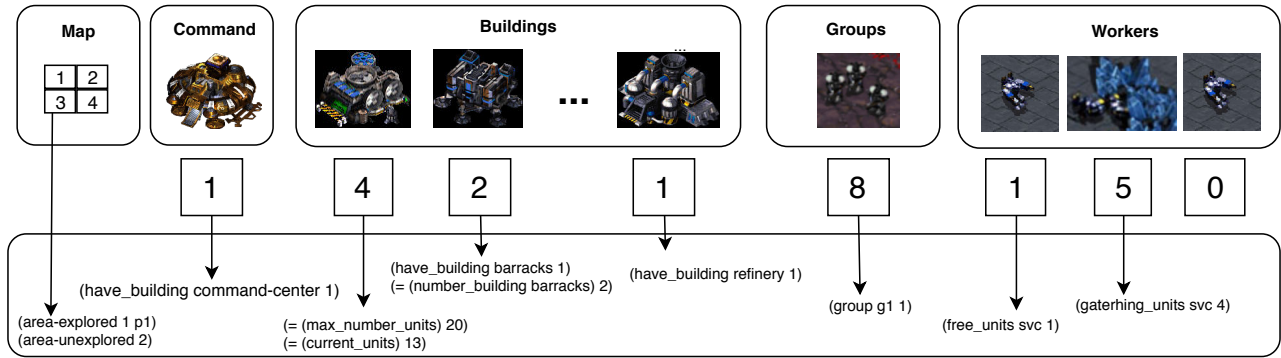 Map
Command
Buildings
Groups
Workers
1 2
3 4
...
...
1
4
2
1
8
1
5
0
(have_building command-center 1)
(have_building barracks 1)
(= (number_building barracks) 2)
(have_building refinery 1)
(group g1 1)
(gaterhing_units svc 4)
(area-explored 1 p1)
(area-unexplored 2)
(= (max_number_units) 20)
(= (current_units) 13)
(free_units svc 1)